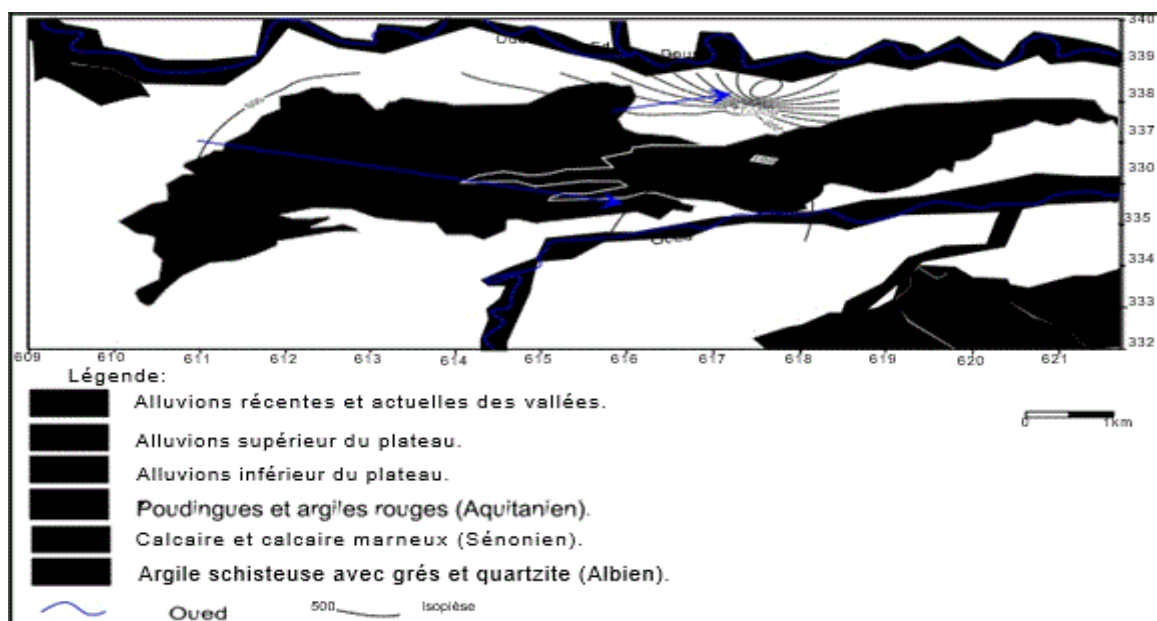 340
339
338
337
330
335
334
333
332
Oued
609 610 611 612 613 614 615 616 617 618 619 620 621
Légende:
Alluvions récentes et actuelles des vallées.
0 1km
Alluvions supérieur du plateau.
Alluvions inférieur du plateau.
Poudingues et argiles rouges (Aquitanien).
Calcaire et calcaire marneux (Sénonien).
Argile schisteuse avec grés et quartzite (Albien).
Oued
500 Isopièse